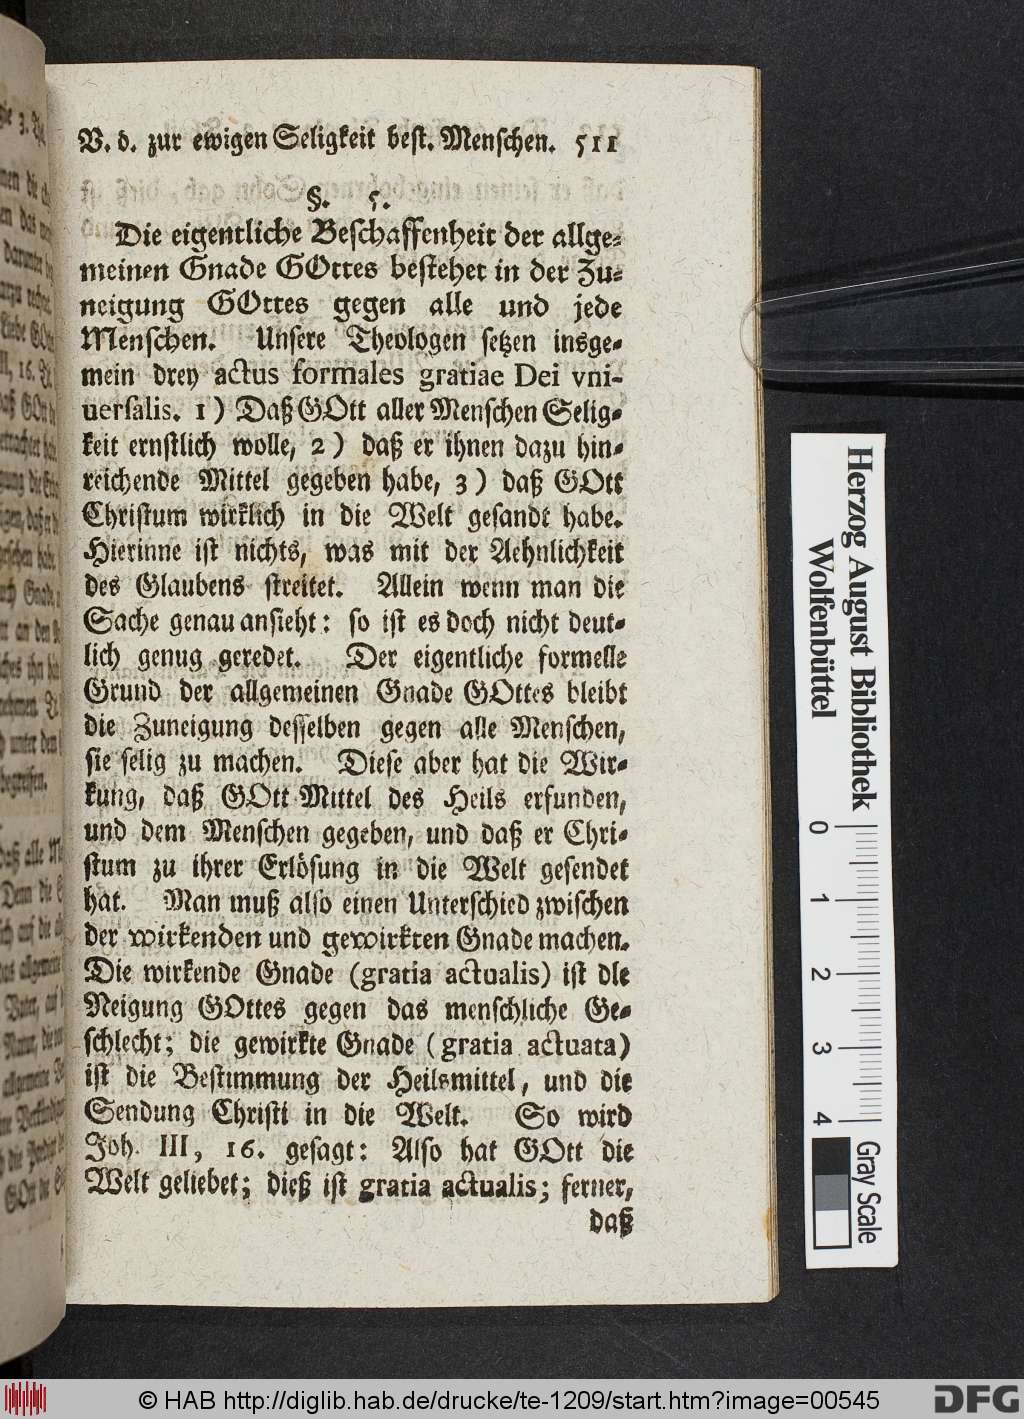 V. d. zur ewigen Seligkeit best. Menschen. 511
§. 5.
Die eigentliche Beschaffenheit der allge-
meinen Gnade GOttes bestehet in der Zu-
neigung GOttes gegen alle und jede
Menschen. Unsere Theologen setzen insge-
mein drey actus formales gratiae Dei vni-
uersalis. 1) Daß GOtt aller Menschen Selig-
keit ernstlich wolle, 2) daß er ihnen dazu hin-
reichende Mittel gegeben habe, 3) daß GOtt
Christum wirklich in die Welt gesandt habe.
Hierinne ist nichts, was mit der Aehnlichkeit
des Glaubens streitet. Allein wenn man die
Sache genau ansieht: so ist es doch nicht deut-
lich genug geredet. Der eigentliche formelle
Grund der allgemeinen Gnade GOttes bleibt
die Zuneigung desselben gegen alle Menschen,
sie selig zu machen. Diese aber hat die Wir-
kung, daß GOtt Mittel des Heils erfunden,
und dem Menschen gegeben, und daß er Chri-
stum zu ihrer Erlösung in die Welt gesendet
hat. Man muß also einen Unterschied zwischen
der wirkenden und gewirkten Gnade machen.
Die wirkende Gnade (gratia actualis) ist die
Neigung GOttes gegen das menschliche Ge-
schlecht; die gewirkte Gnade (gratia actuata)
ist die Bestimmung der Heilsmittel, und die
Sendung Christi in die Welt. So wird
Joh. III, 16. gesagt: Also hat GOtt die
Welt geliebet; dieß ist gratia actualis; ferner,
daß
Herzog August Bibliothek
Wolfenbüttel
0 1 2 3 4
Gray Scale
© HAB http://diglib.hab.de/drucke/te-1209/start.htm?image=00545
DFG